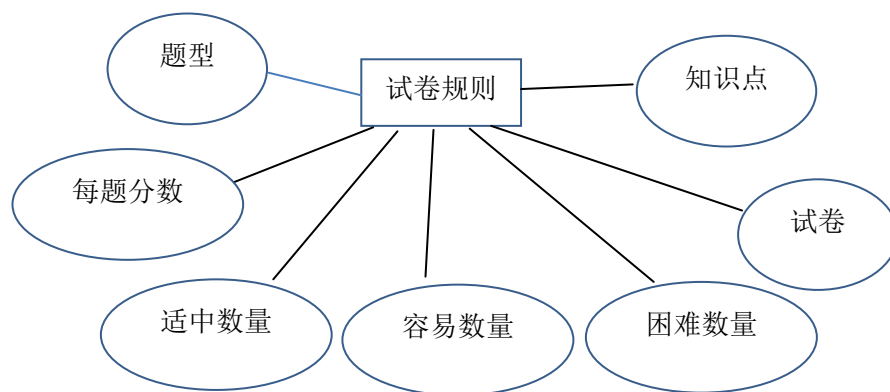 题型
试卷规则
知识点
每题分数
试卷
适中数量
容易数量
困难数量